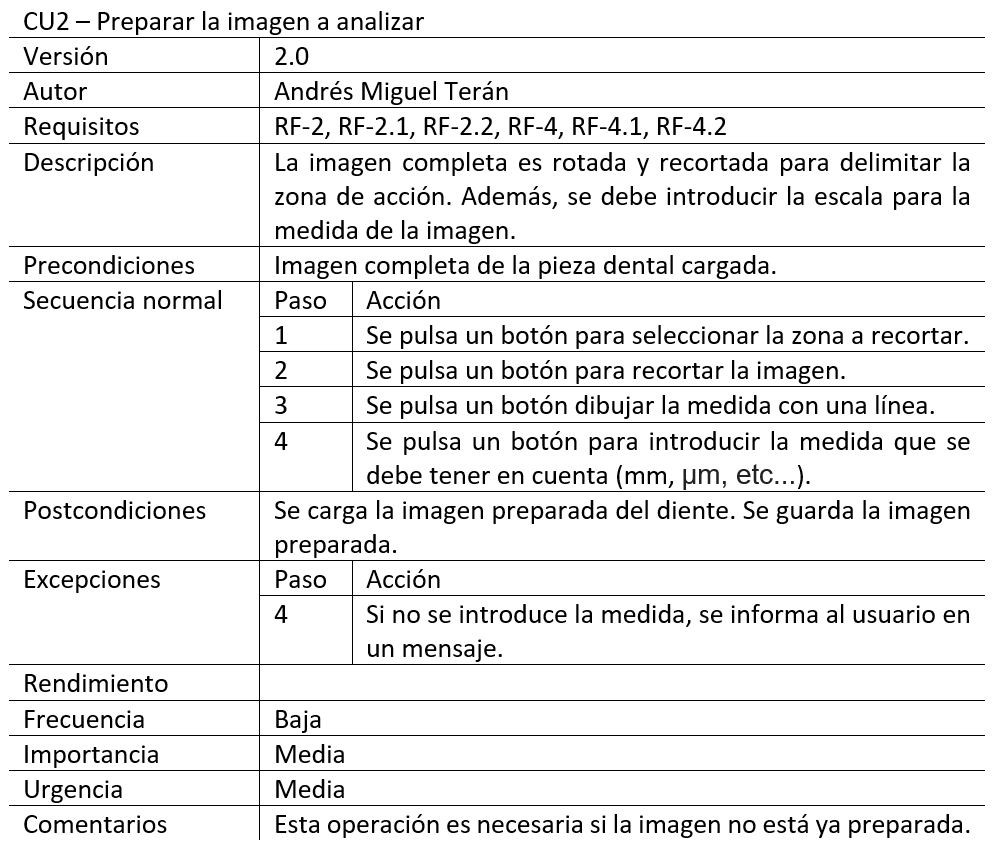 CU2 – Preparar la imagen a analizar
Versión 2.0
Autor Andrés Miguel Terán
Requisitos RF-2, RF-2.1, RF-2.2, RF-4, RF-4.1, RF-4.2
Descripción La imagen completa es rotada y recortada para delimitar la
zona de acción. Además, se debe introducir la escala para la
medida de la imagen.
Precondiciones Imagen completa de la pieza dental cargada.
Secuencia normal Paso Acción
1 Se pulsa un botón para seleccionar la zona a recortar.
2 Se pulsa un botón para recortar la imagen.
3 Se pulsa un botón dibujar la medida con una línea.
4 Se pulsa un botón para introducir la medida que se
debe tener en cuenta (mm, µm, etc...).
Postcondiciones Se carga la imagen preparada del diente. Se guarda la imagen
preparada.
Excepciones Paso Acción
4 Si no se introduce la medida, se informa al usuario en
un mensaje.
Rendimiento
Frecuencia Baja
Importancia Media
Urgencia Media
Comentarios Esta operación es necesaria si la imagen no está ya preparada.